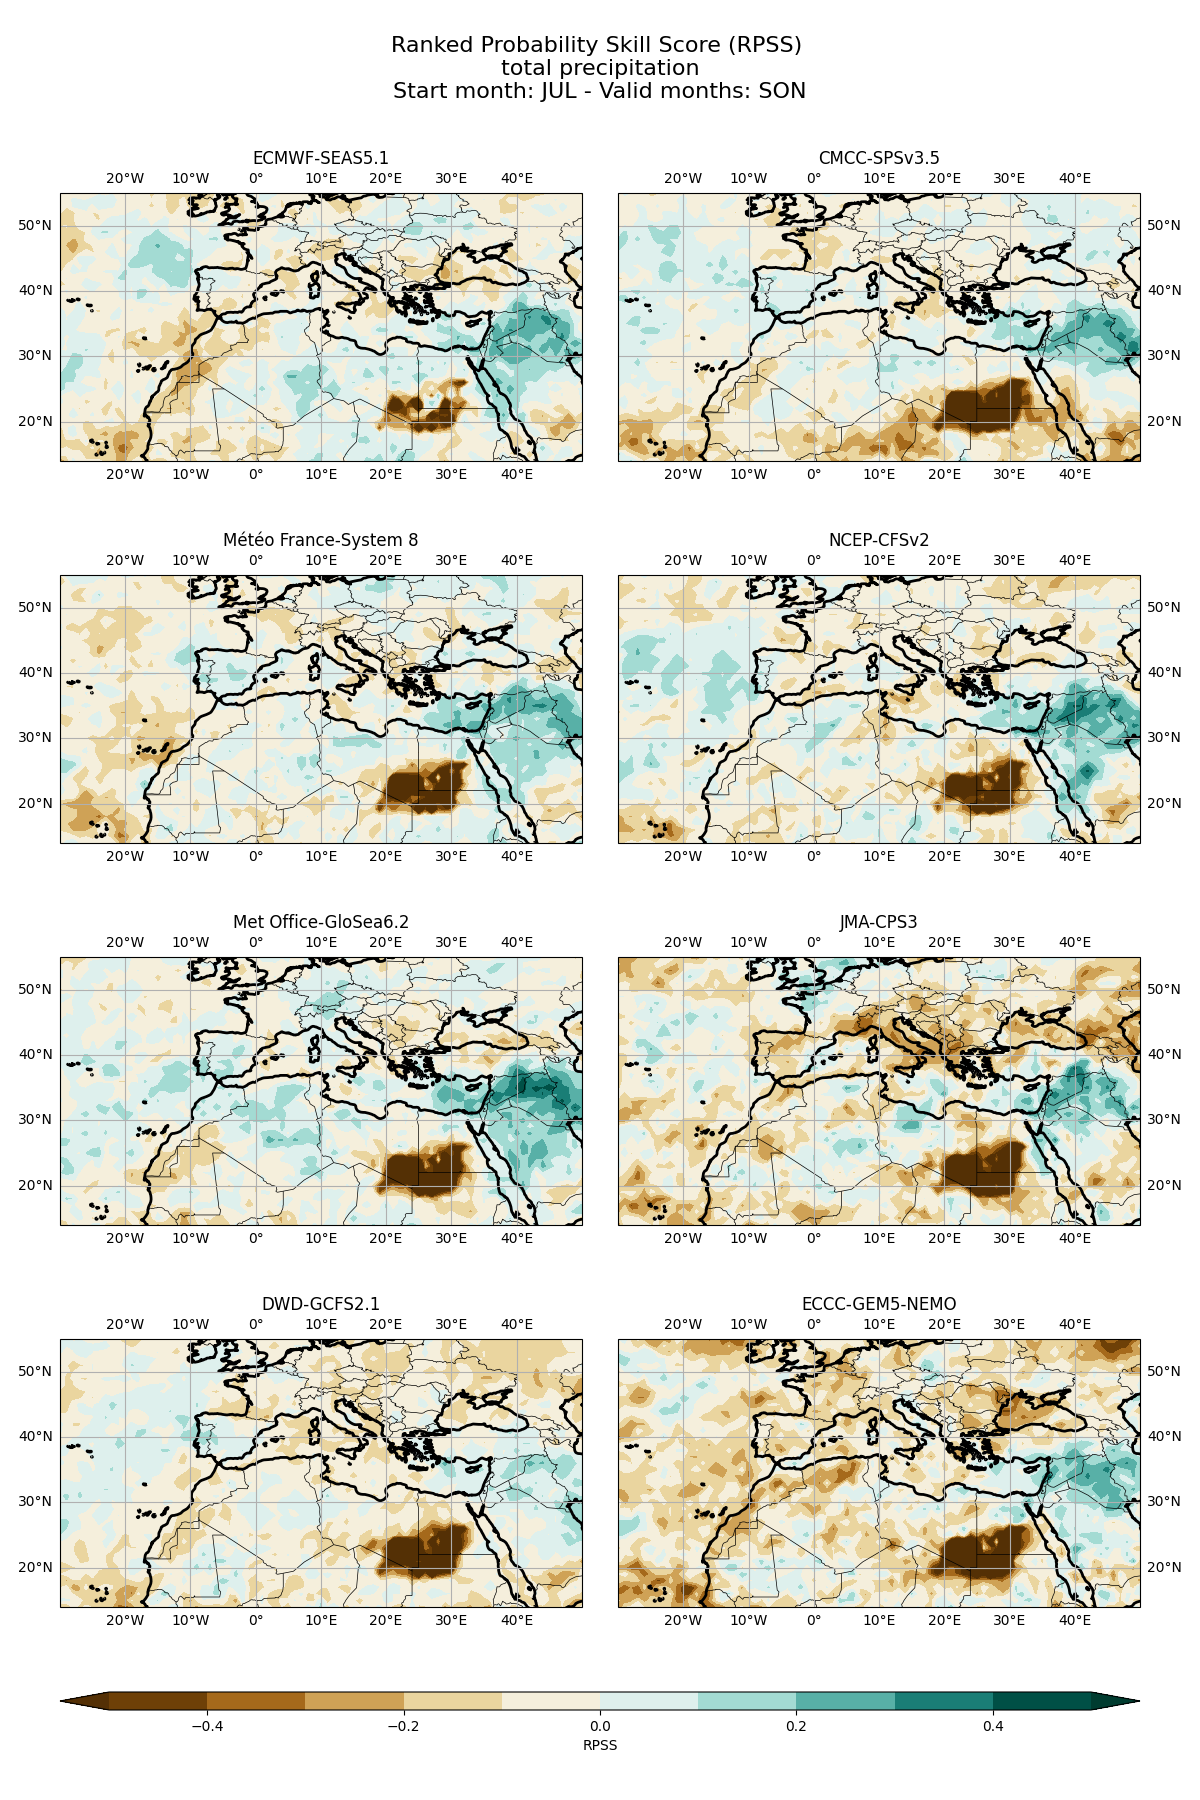 Ranked Probability Skill Score (RPSS)
total precipitation
Start month: JUL - Valid months: SON
ECMWF-SEAS5.1
CMCC-SPSv3.5
20°W 10°W 0° 10°E 20°E 30°E 40°E
20°W 10°W 0° 10°E 20°E 30°E 40°E
50°N
50°N
40°N
40°N
30°N
30°N
20°N
20°N
20°W 10°W 0° 10°E 20°E 30°E 40°E
20°W 10°W 0° 10°E 20°E 30°E 40°E
Météo France-System 8
NCEP-CFSv2
20°W 10°W 0° 10°E 20°E 30°E 40°E
20°W 10°W 0° 10°E 20°E 30°E 40°E
50°N
50°N
40°N
40°N
30°N
30°N
20°N
20°N
20°W 10°W 0° 10°E 20°E 30°E 40°E
20°W 10°W 0° 10°E 20°E 30°E 40°E
Met Office-GloSea6.2
JMA-CPS3
20°W 10°W 0° 10°E 20°E 30°E 40°E
20°W 10°W 0° 10°E 20°E 30°E 40°E
50°N
50°N
40°N
40°N
30°N
30°N
20°N
20°N
20°W 10°W 0° 10°E 20°E 30°E 40°E
20°W 10°W 0° 10°E 20°E 30°E 40°E
DWD-GCFS2.1
ECCC-GEM5-NEMO
20°W 10°W 0° 10°E 20°E 30°E 40°E
20°W 10°W 0° 10°E 20°E 30°E 40°E
50°N
50°N
40°N
40°N
30°N
30°N
20°N
20°N
20°W 10°W 0° 10°E 20°E 30°E 40°E
20°W 10°W 0° 10°E 20°E 30°E 40°E
−0.4 −0.2 0.0 0.2 0.4
RPSS